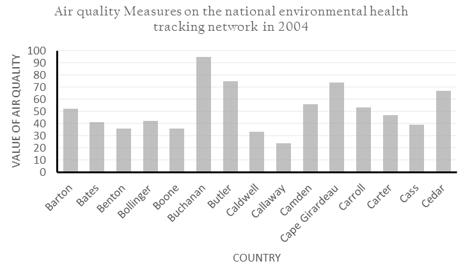 Air quality Measures on the national environmental health
tracking network in 2004
VALUE OF AIR QUALITY
100
90
80
70
60
50
40
30
20
10
0
Barton
Bates
Benton
Bollinger
Boone
Buchanan
Butler
Caldwell
Callaway
Camden
Cape Girardeau
Carroll
Carter
Cass
Cedar
COUNTRY